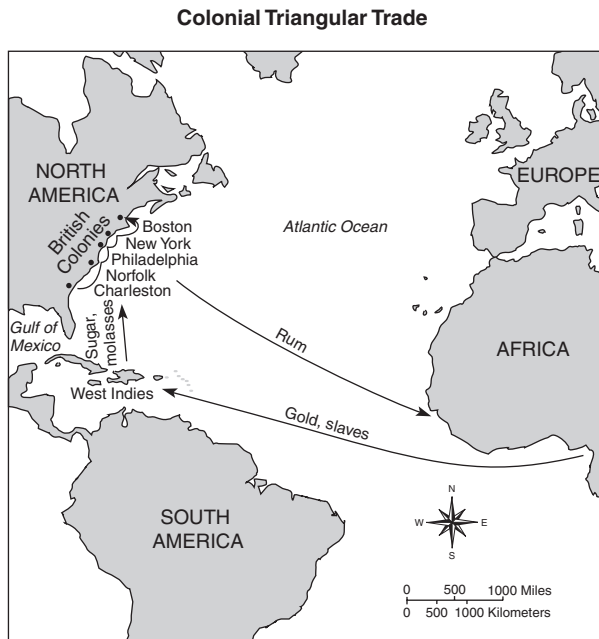 Colonial Triangular Trade
NORTH
AMERICA
EUROPE
British
Colonies
Boston
New York
Philadelphia
Norfolk
Charleston
Atlantic Ocean
Gulf of
Mexico
Sugar,
molasses
Rum
AFRICA
West Indies
Gold, slaves
SOUTH
AMERICA
N
W E
S
0 500 1000 Miles
0 500 1000 Kilometers